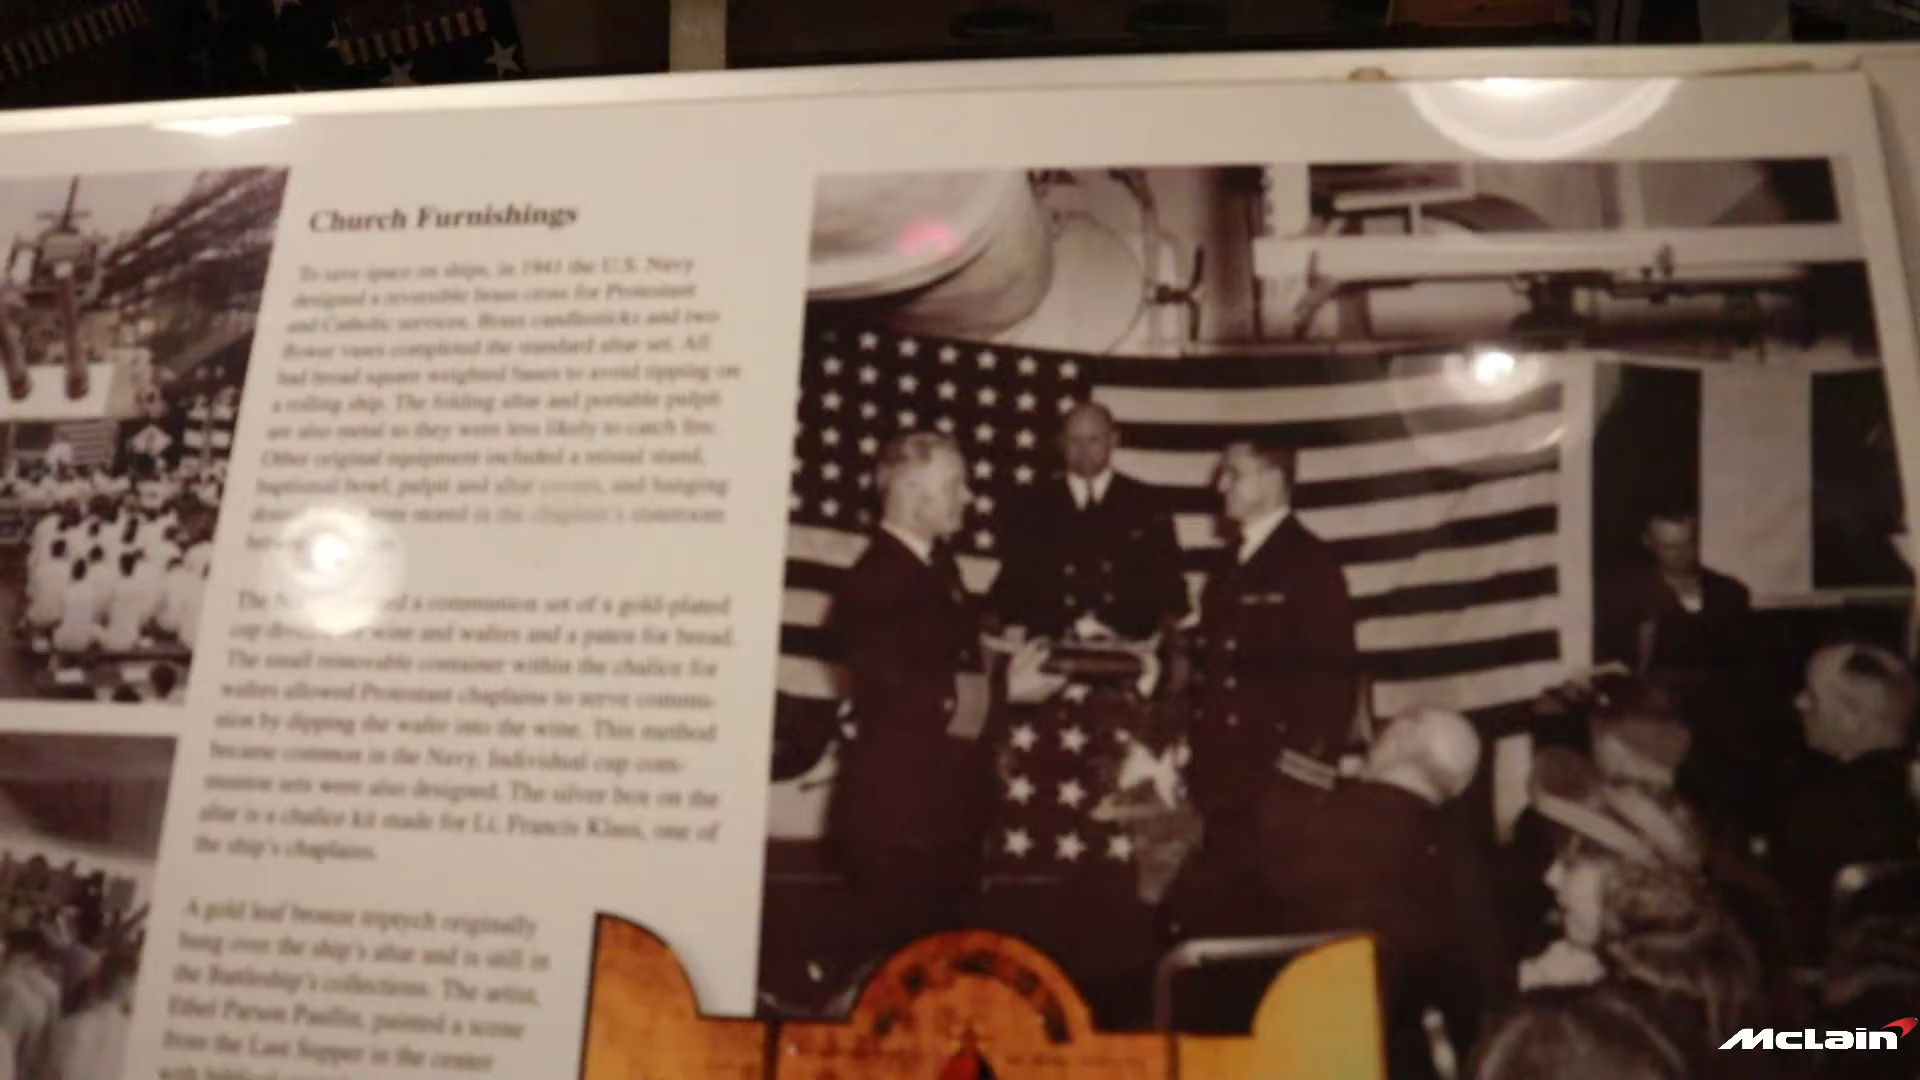 Church Furnishings
To save space on ships, in 1941 the U.S. Navy
designed a reversible brass cross for Protestant
and Catholic services. Brass candlesticks and two
flower vases completed the standard altar set. All
had broad square weighted bases to avoid tipping on
a rolling ship. The folding altar and portable pulpit
are also metal so they were less likely to catch fire.
Other original equipment included a missal stand,
baptismal bowl, pulpit and altar covers, and hanging
stored in the chaplain's stateroom
The a communion set of a gold-plated
cup wine and wafers and a paten for bread.
The small removable container within the chalice for
wafers allowed Protestant chaplains to serve commu-
nion by dipping the wafer into the wine. This method
became common in the Navy. Individual cup com-
munion sets were also designed. The silver box on the
altar is a chalice kit made for Lt. Francis Klass, one of
the ship's chaplains.
A gold leaf bronze triptych originally
hung over the ship's altar and is still in
the Battleship's collections. The artist,
Ethel Parson Paullin, painted a scene
from the Last Supper in the center
with biblical
McLain